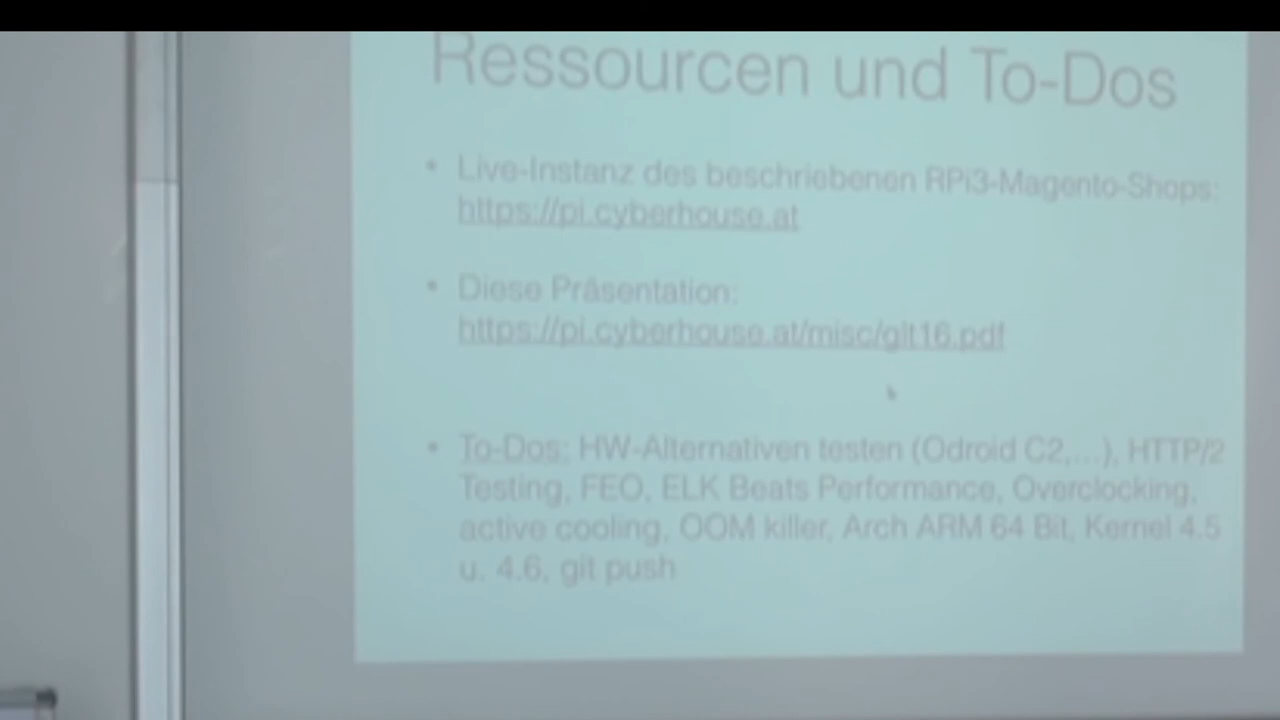 Ressourcen und To-Dos
• Live-Instanz des beschriebenen RPi3-Magento-Shops:
https://pi.cyberhouse.at
• Diese Präsentation:
https://pi.cyberhouse.at/misc/glt16.pdf
• To-Dos: HW-Alternativen testen (Odroid C2,...), HTTP/2
Testing, FEO, ELK Beats Performance, Overclocking,
active cooling, OOM killer, Arch ARM 64 Bit, Kernel 4.5
u. 4.6, git push